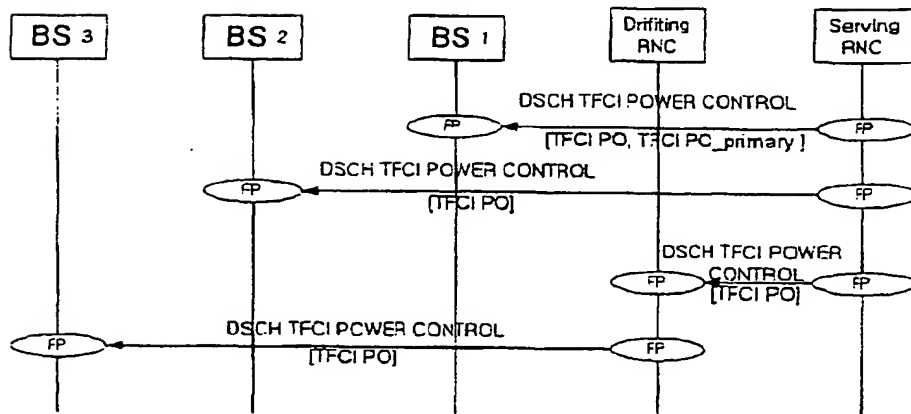 BS 3
BS 2
BS 1
Drifiting
RNC
Serving
RNC
DSCH TFCI POWER CONTROL
FP
FP
[TFCI PO, TFCI PO_primary]
DSCH TFCI POWER CONTROL
FP
FP
[TFCI PO]
DSCH TFCI POWER
CONTROL
FP
FP
[TFCI PO]
DSCH TFCI POWER CONTROL
FP
FP
[TFCI PO]